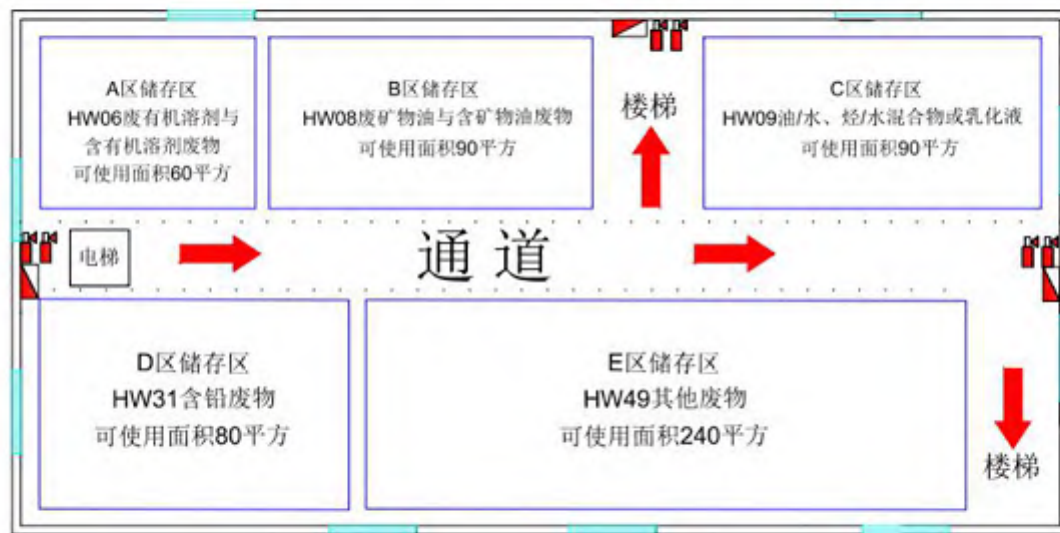 A区储存区
HW06废有机溶剂与
含有机溶剂废物
可使用面积60平方
B区储存区
HW08废矿物油与含矿物油废物
可使用面积90平方
楼梯
C区储存区
HW09油/水、烃/水混合物或乳化液
可使用面积90平方
电梯
通道
D区储存区
HW31含铅废物
可使用面积80平方
E区储存区
HW49其他废物
可使用面积240平方
楼梯